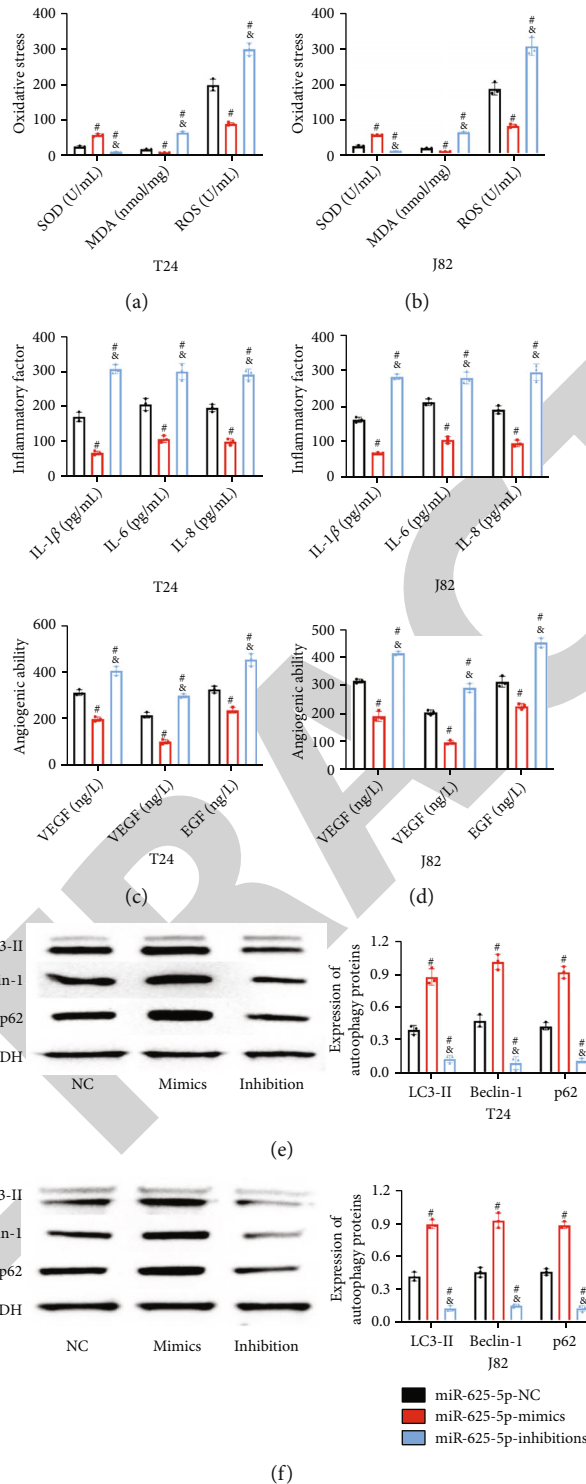 Oxidative stress
400
300
200
100
0
# # & # # & # # &
SOD (U/mL)
MDA (nmol/mg)
ROS (U/mL)
T24
(a)
Oxidative stress
400
300
200
100
0
# # & # # & # # &
SOD (U/mL)
MDA (nmol/mg)
ROS (U/mL)
J82
(b)
Inflammatory factor
400
300
200
100
0
# # & # # & # # &
IL-1β (pg/mL)
IL-6 (pg/mL)
IL-8 (pg/mL)
T24
Inflammatory factor
400
300
200
100
0
# # & # # & # # &
IL-1β (pg/mL)
IL-6 (pg/mL)
IL-8 (pg/mL)
J82
Angiogenic ability
600
400
200
0
# # & # # & # # &
VEGF (ng/L)
VEGF (ng/L)
EGF (ng/L)
T24
(c)
Angiogenic ability
500
400
300
200
100
0
# # & # # & # # &
VEGF (ng/L)
VEGF (ng/L)
EGF (ng/L)
J82
(d)
3-II
in-1
p62
DH
NC Mimics Inhibition
Expression of
autoophagy proteins
1.2
0.9
0.6
0.3
0.0
# # & # # & # # &
LC3-II Beclin-1 p62
T24
(e)
3-II
in-1
p62
DH
NC Mimics Inhibition
Expression of
autoophagy proteins
1.2
0.9
0.6
0.3
0.0
# # & # # & # # &
LC3-II Beclin-1 p62
J82
miR-625-5p-NC
miR-625-5p-mimics
miR-625-5p-inhibitions
(f)